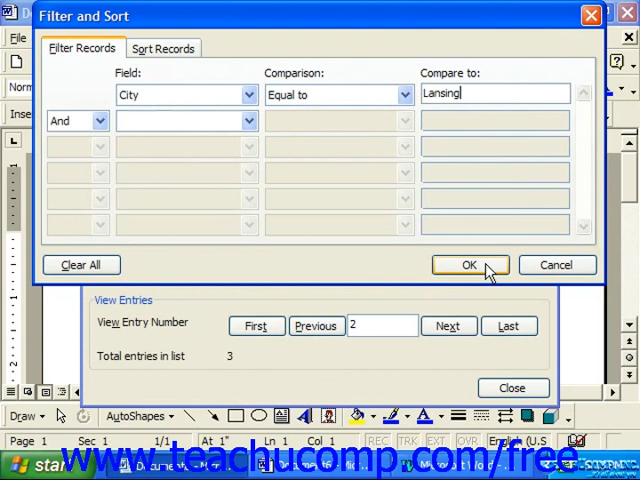 Filter and Sort
File
Filter Records Sort Records
Field: Comparison: Compare to:
City Equal to Lansing
And
Clear All OK Cancel
View Entries
View Entry Number First Previous 2 Next Last
Total entries in list 3
Close
Draw AutoShapes
Page 1 Sec 1 1/1 At 1" Ln 1 Col 1 REC TRK EXT OVR English (U.S
start
www.teachucomp.com/free